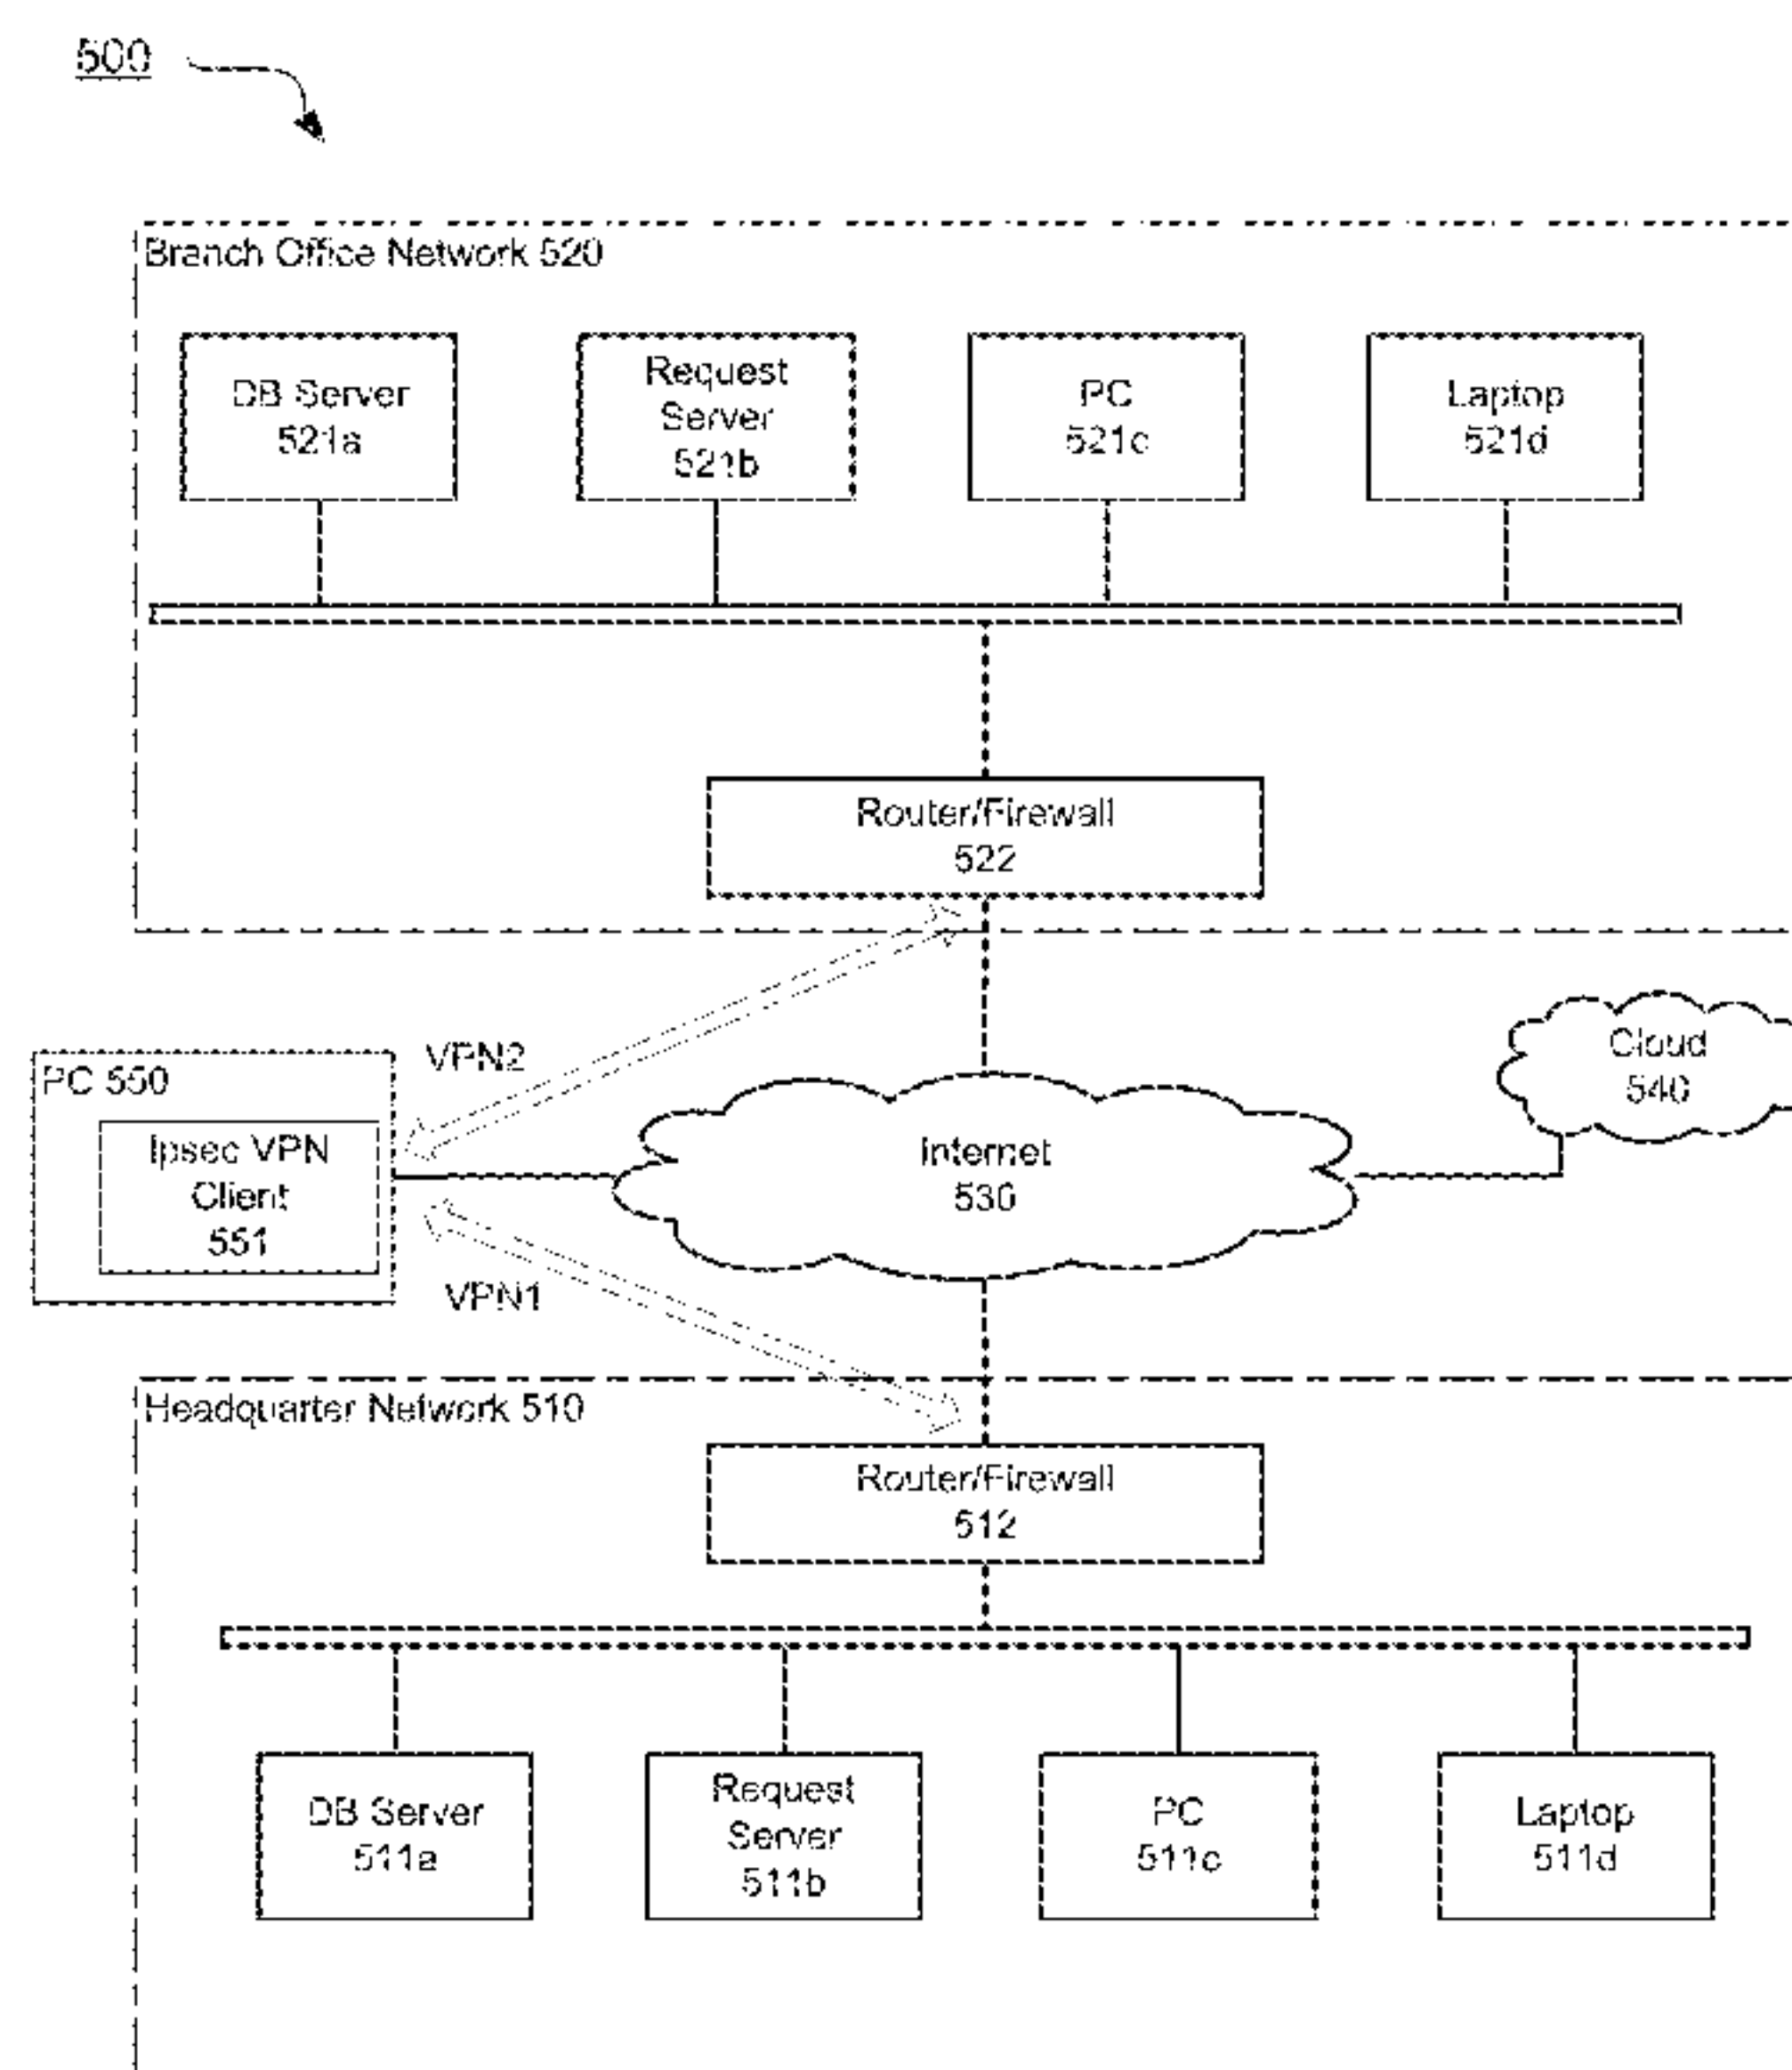 500
Branch Office Network 520
DB Server
521a
Request
Server
521b
PC
521c
Laptop
521d
Router/Firewall
522
VPN2
Cloud
540
PC 550
Ipsec VPN
Client
551
Internet
530
VPN1
Headquarter Network 510
Router/Firewall
512
DB Server
511a
Request
Server
511b
PC
511c
Laptop
511d